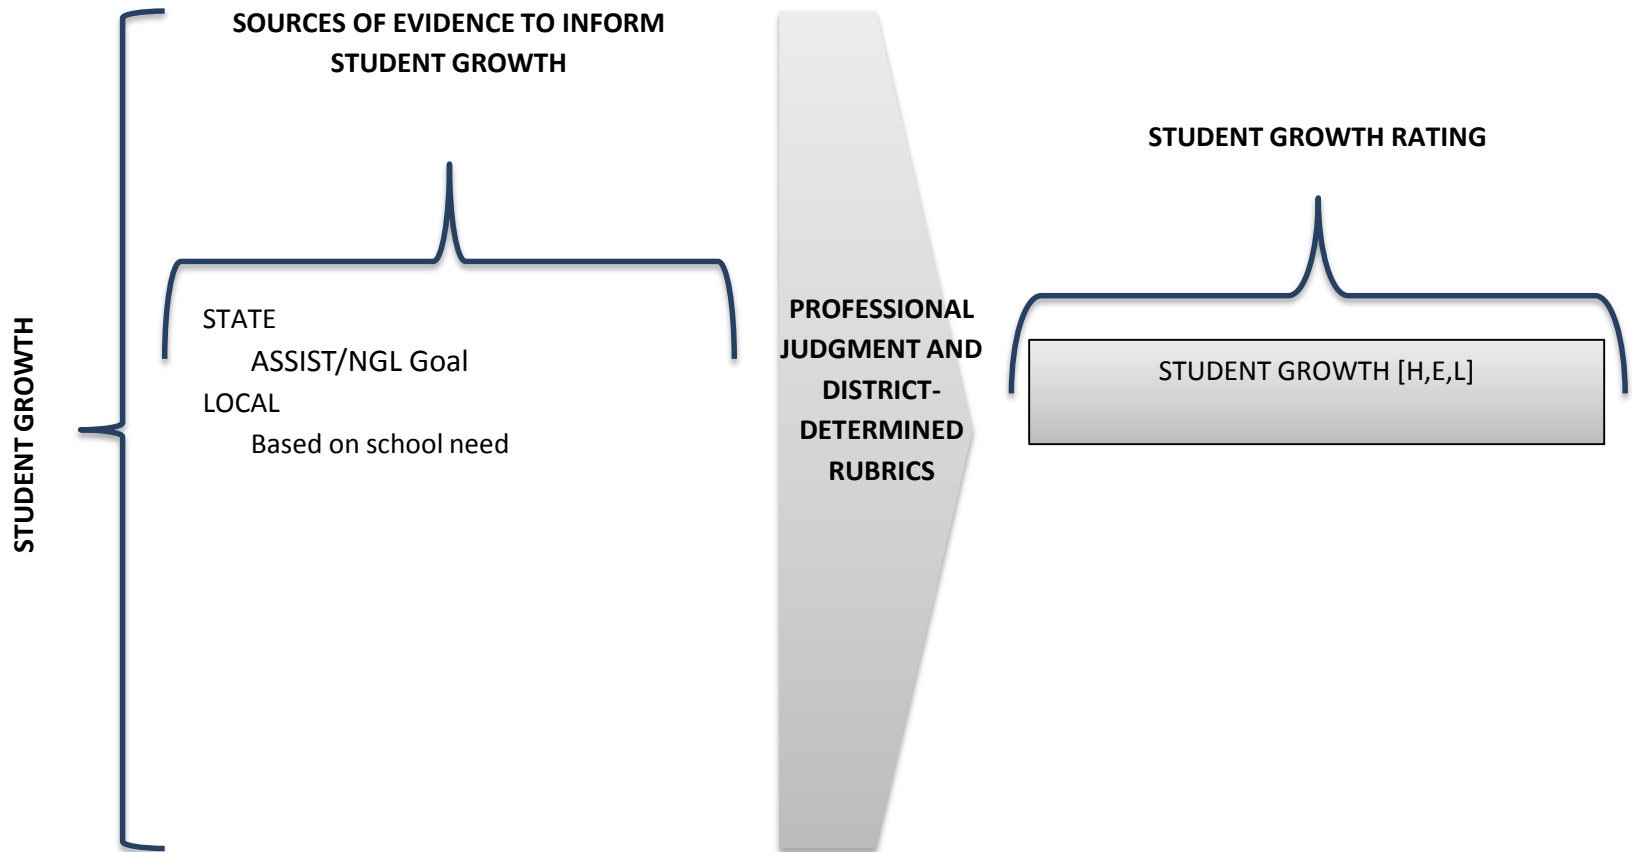 STUDENT GROWTH
SOURCES OF EVIDENCE TO INFORM
STUDENT GROWTH
STATE
ASSIST/NGL Goal
LOCAL
Based on school need
PROFESSIONAL
JUDGMENT AND
DISTRICT-
DETERMINED
RUBRICS
STUDENT GROWTH RATING
STUDENT GROWTH [H,E,L]